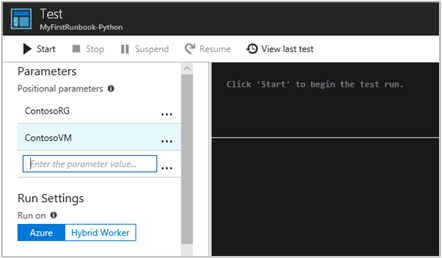 Test
MyFirstRunbook-Python
Start Stop Suspend Resume View last test
Parameters
Positional parameters
ContosoRG ...
ContosoVM ...
Enter the parameter value... ...
Run Settings
Run on
Azure Hybrid Worker
Click 'Start' to begin the test run.